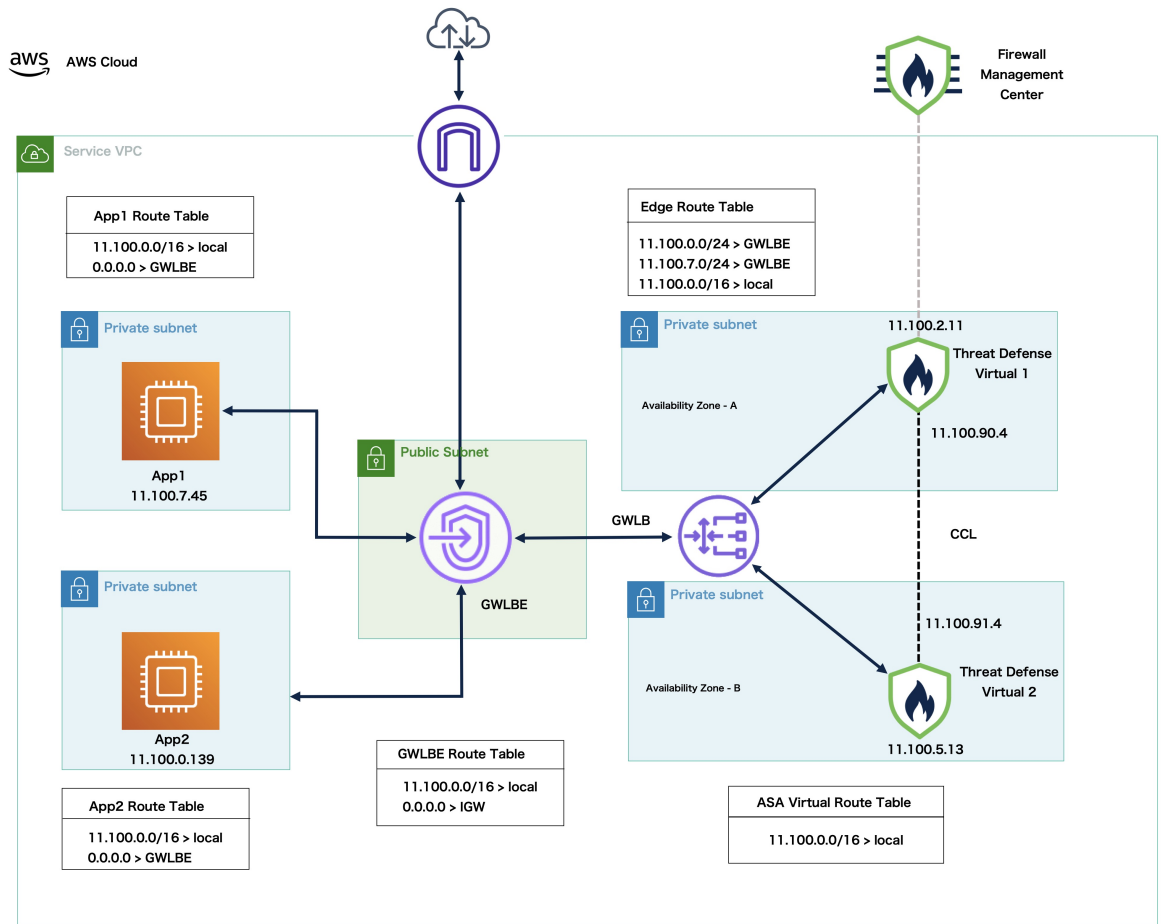 aws
AWS Cloud
Firewall
Management
Center
Service VPC
App1 Route Table
11.100.0.0/16 > local
0.0.0.0 > GWLBE
Edge Route Table
11.100.0.0/24 > GWLBE
11.100.7.0/24 > GWLBE
11.100.0.0/16 > local
Private subnet
App1
11.100.7.45
Private subnet
11.100.2.11
Threat Defense
Virtual 1
Availability Zone - A
11.100.90.4
Public Subnet
GWLBE
GWLB
CCL
Private subnet
App2
11.100.0.139
Private subnet
11.100.91.4
Threat Defense
Virtual 2
Availability Zone - B
11.100.5.13
GWLBE Route Table
11.100.0.0/16 > local
0.0.0.0 > IGW
App2 Route Table
11.100.0.0/16 > local
0.0.0.0 > GWLBE
ASA Virtual Route Table
11.100.0.0/16 > local